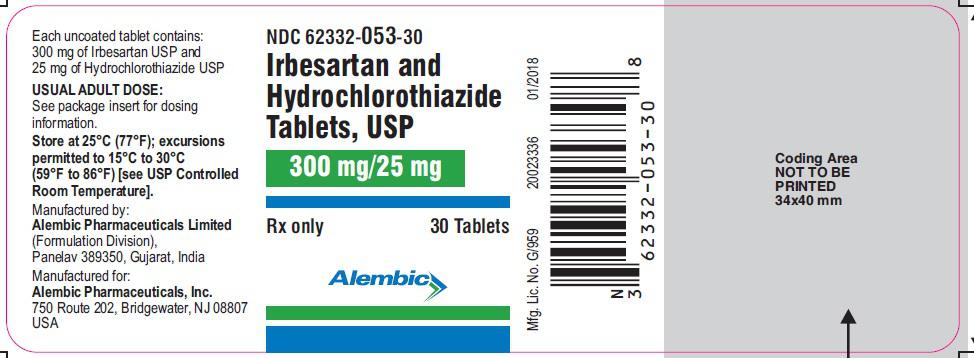 Each uncoated tablet contains:
300 mg of Irbesartan USP and
25 mg of Hydrochlorothiazide USP
USUAL ADULT DOSE:
See package insert for dosing
information.
Store at 25°C (77°F); excursions
permitted to 15°C to 30°C
(59°F to 86°F) [see USP Controlled
Room Temperature].
Manufactured by:
Alembic Pharmaceuticals Limited
(Formulation Division),
Panelav 389350, Gujarat, India
Manufactured for:
Alembic Pharmaceuticals, Inc.
750 Route 202, Bridgewater, NJ 08807
USA
NDC 62332-053-30
Irbesartan and
Hydrochlorothiazide
Tablets, USP
300 mg/25 mg
Rx only 30 Tablets
Alembic
Mfg. Lic. No. G/959 20023336 01/2018
N
3 62332-053-30 8
Coding Area
NOT TO BE
PRINTED
34x40 mm